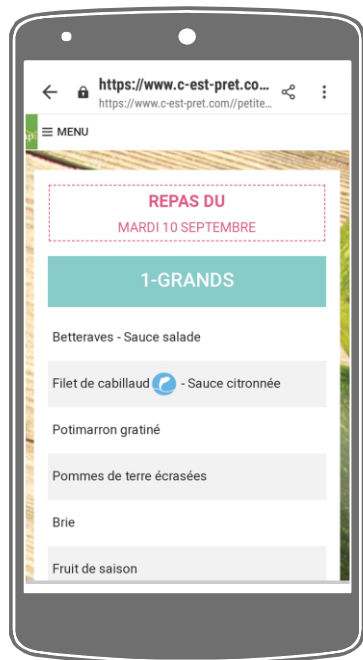 https://www.c-est-pret.co...
https://www.c-est-pret.com//petite...
MENU
REPAS DU
MARDI 10 SEPTEMBRE
1-GRANDS
Betteraves - Sauce salade
Filet de cabillaud - Sauce citronnée
Potimarron gratiné
Pommes de terre écrasées
Brie
Fruit de saison